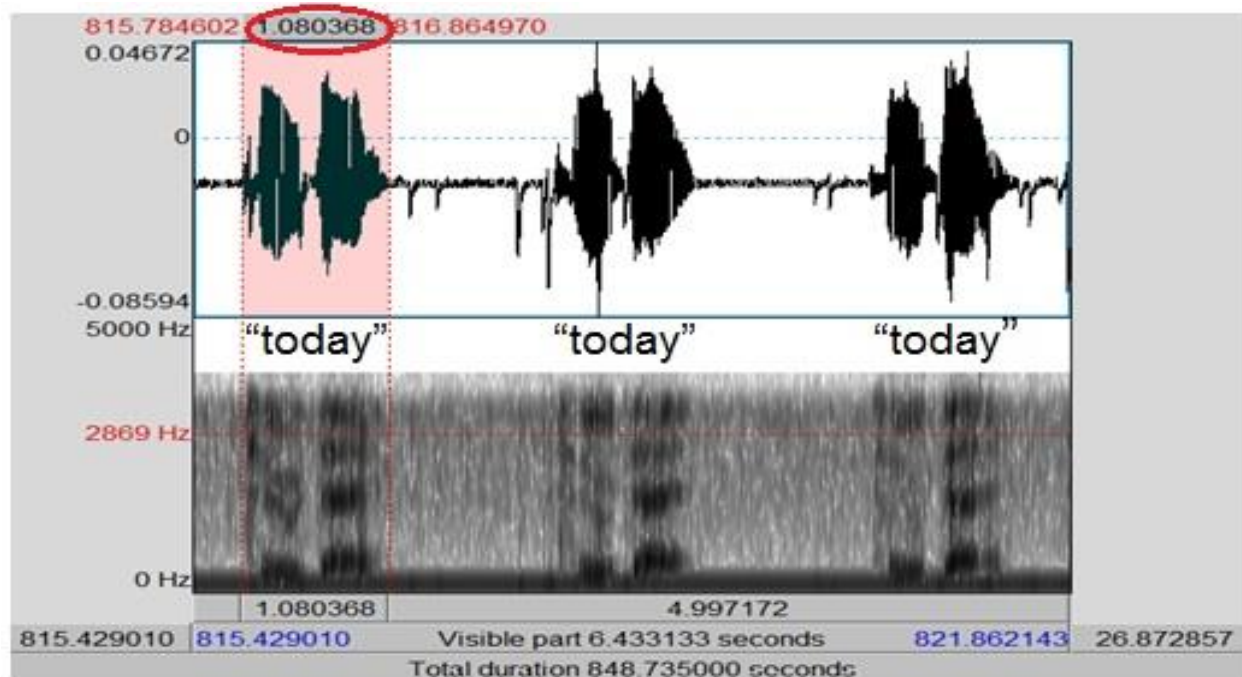 815.784602 1.080368 816.864970
0.04672
0
-0.08594
5000 Hz
“today” “today” “today”
2869 Hz
0 Hz
1.080368 4.997172
815.429010 815.429010 Visible part 6.433133 seconds 821.862143 26.872857
Total duration 848.735000 seconds